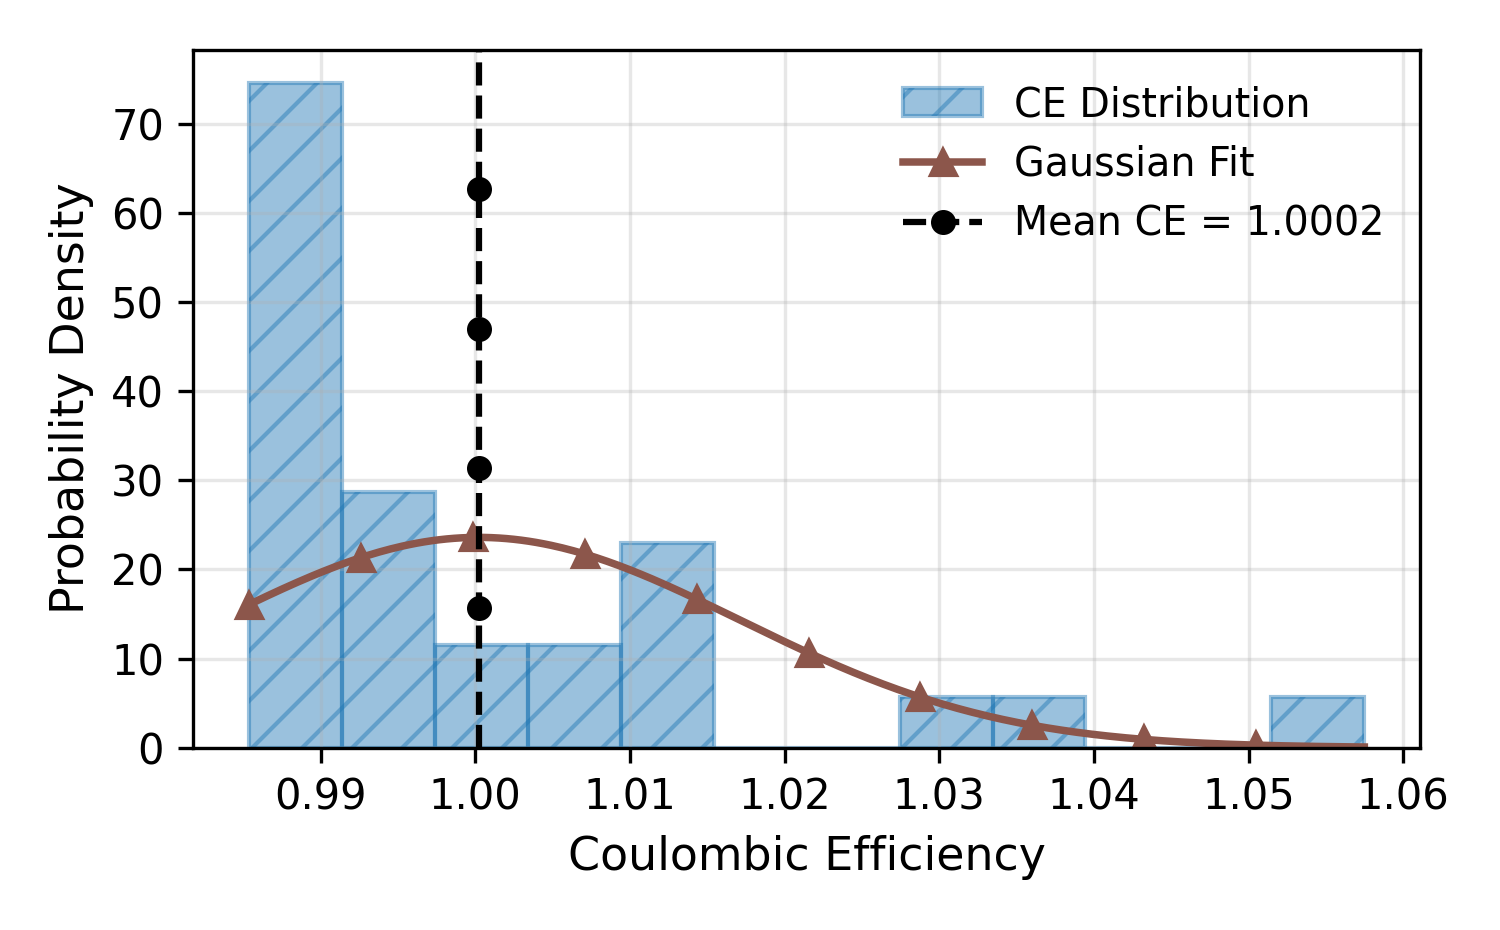 CE Distribution
Gaussian Fit
Mean CE = 1.0002
Probability Density
70
60
50
40
30
20
10
0
0.99 1.00 1.01 1.02 1.03 1.04 1.05 1.06
Coulombic Efficiency